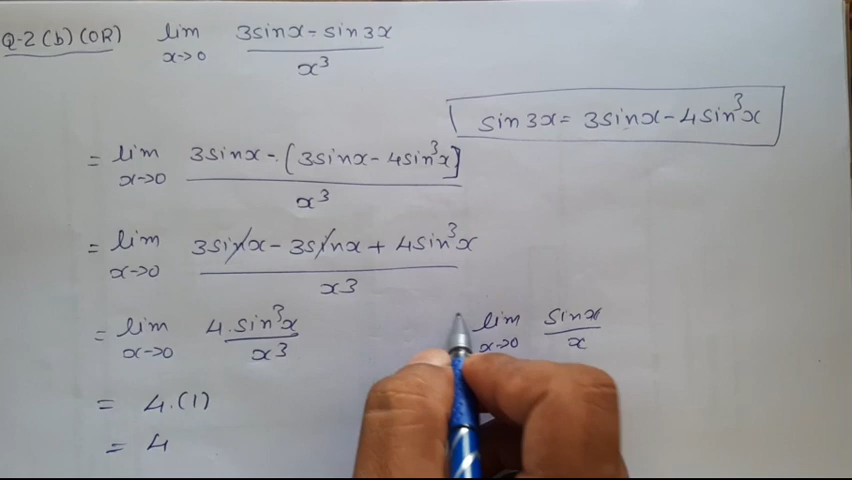 Q-2 (b) (OR) lim x→0 3sinx - sin3x / x³
sin3x = 3sinx - 4sin³x
= lim x→0 3sinx - [3sinx - 4sin³x] / x³
= lim x→0 3sinx - 3sinx + 4sin³x / x3
= lim x→0 4.sin³x / x3
lim x→0 sinx / x
= 4.(1)
= 4